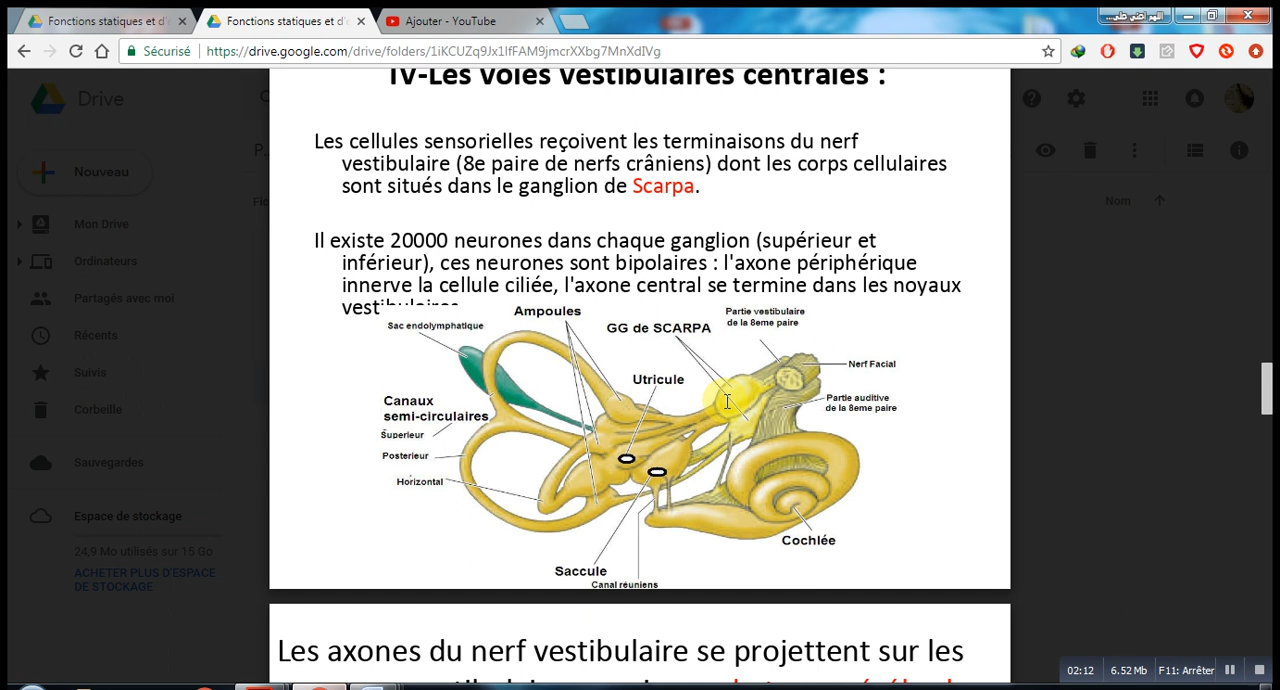 Fonctions statiques et d'
Fonctions statiques et d'
Ajouter - YouTube
Sécurisé
https://drive.google.com/drive/folders/1iKCUZq9Jx1lfFAM9jmcrXXbg7MnXdIVg
Drive
Nouveau
Mon Drive
Ordinateurs
Partagés avec moi
Récents
Suivis
Corbeille
Sauvegardes
Espace de stockage
24,9 Mo utilisés sur 15 Go
ACHETER PLUS D'ESPACE
DE STOCKAGE
Nom
IV-Les voies vestibulaires centrales :
Les cellules sensorielles reçoivent les terminaisons du nerf
vestibulaire (8e paire de nerfs crâniens) dont les corps cellulaires
sont situés dans le ganglion de Scarpa.
Il existe 20000 neurones dans chaque ganglion (supérieur et
inférieur), ces neurones sont bipolaires : l'axone périphérique
innerve la cellule ciliée, l'axone central se termine dans les noyaux
vestibulaires
Ampoules
Sac endolymphatique
GG de SCARPA
Partie vestibulaire
de la 8eme paire
Nerf Facial
Utricule
Partie auditive
de la 8eme paire
Canaux
semi-circulaires
Superieur
Posterieur
Horizontal
Cochlée
Saccule
Canal réuniens
Les axones du nerf vestibulaire se projettent sur les
02:12
6.52 Mb
F11: Arrêter